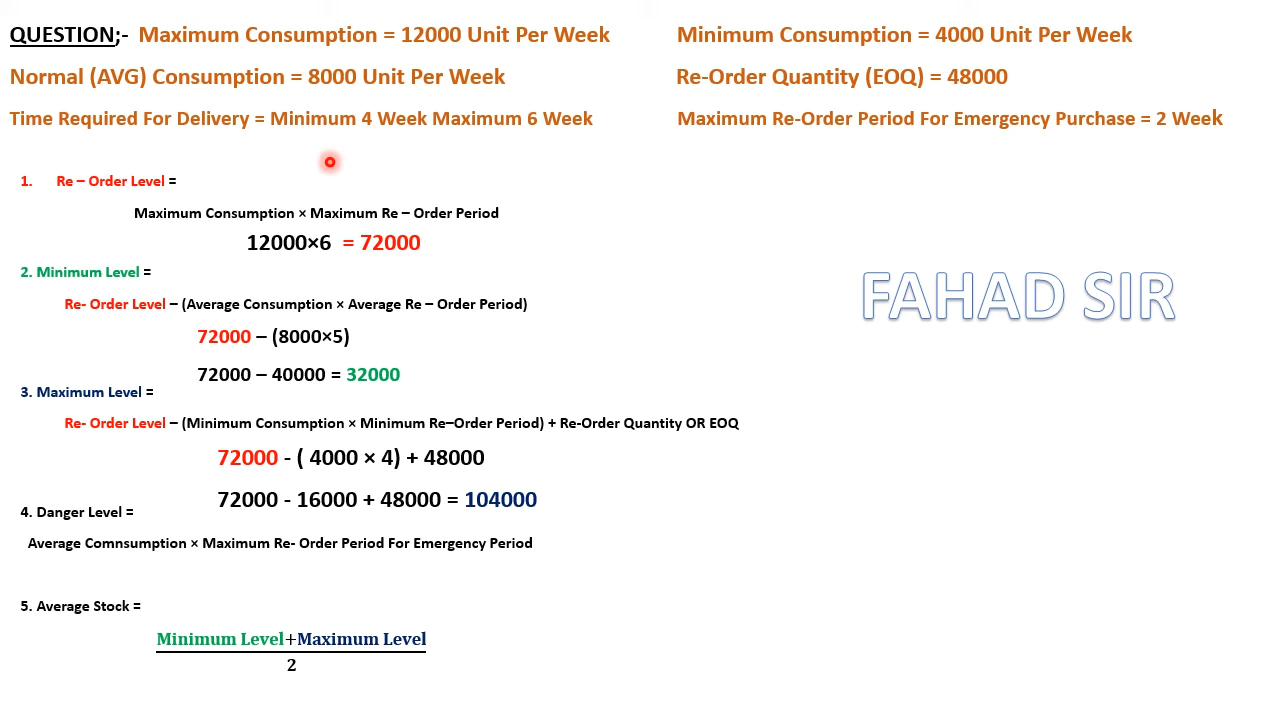 QUESTION;- Maximum Consumption = 12000 Unit Per Week
Minimum Consumption = 4000 Unit Per Week
Normal (AVG) Consumption = 8000 Unit Per Week
Re-Order Quantity (EOQ) = 48000
Time Required For Delivery = Minimum 4 Week Maximum 6 Week
Maximum Re-Order Period For Emergency Purchase = 2 Week
1. Re – Order Level =
Maximum Consumption × Maximum Re – Order Period
12000×6 = 72000
2. Minimum Level =
Re- Order Level – (Average Consumption × Average Re – Order Period)
72000 – (8000×5)
72000 – 40000 = 32000
3. Maximum Level =
Re- Order Level – (Minimum Consumption × Minimum Re–Order Period) + Re-Order Quantity OR EOQ
72000 - ( 4000 × 4) + 48000
72000 - 16000 + 48000 = 104000
4. Danger Level =
Average Comnsumption × Maximum Re- Order Period For Emergency Period
5. Average Stock =
Minimum Level+Maximum Level
2
FAHAD SIR